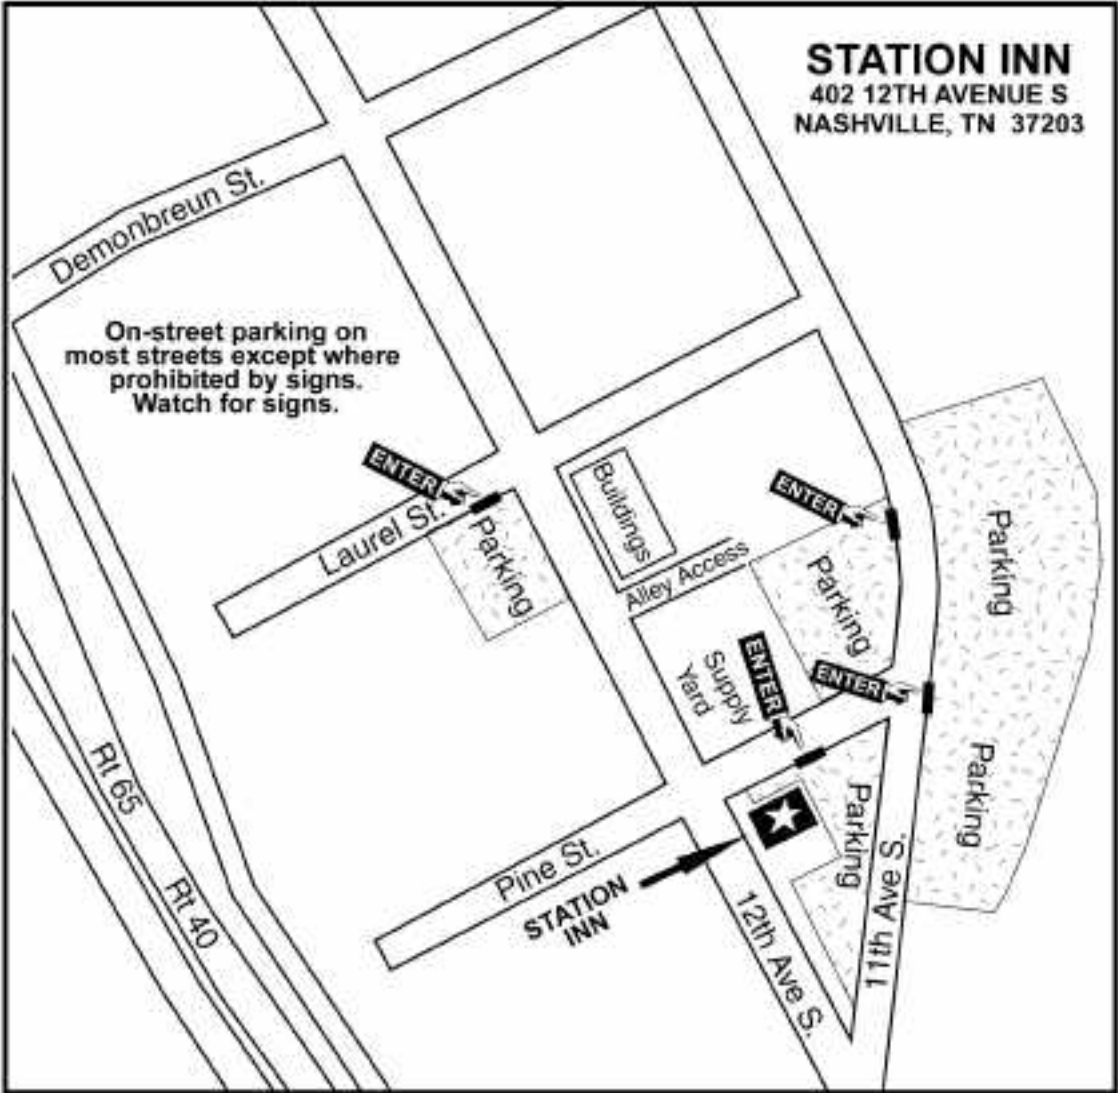 STATION INN
402 12TH AVENUE S
NASHVILLE, TN 37203
Demonbreun St.
On-street parking on
most streets except where
prohibited by signs.
Watch for signs.
ENTER
Laurel St.
Parking
Buildings
Alley Access
ENTER
Parking
Parking
Supply
Yard
ENTER
ENTER
Parking
Parking
Rt 65
Rt 40
Pine St.
STATION
INN
12th Ave S.
11th Ave S.